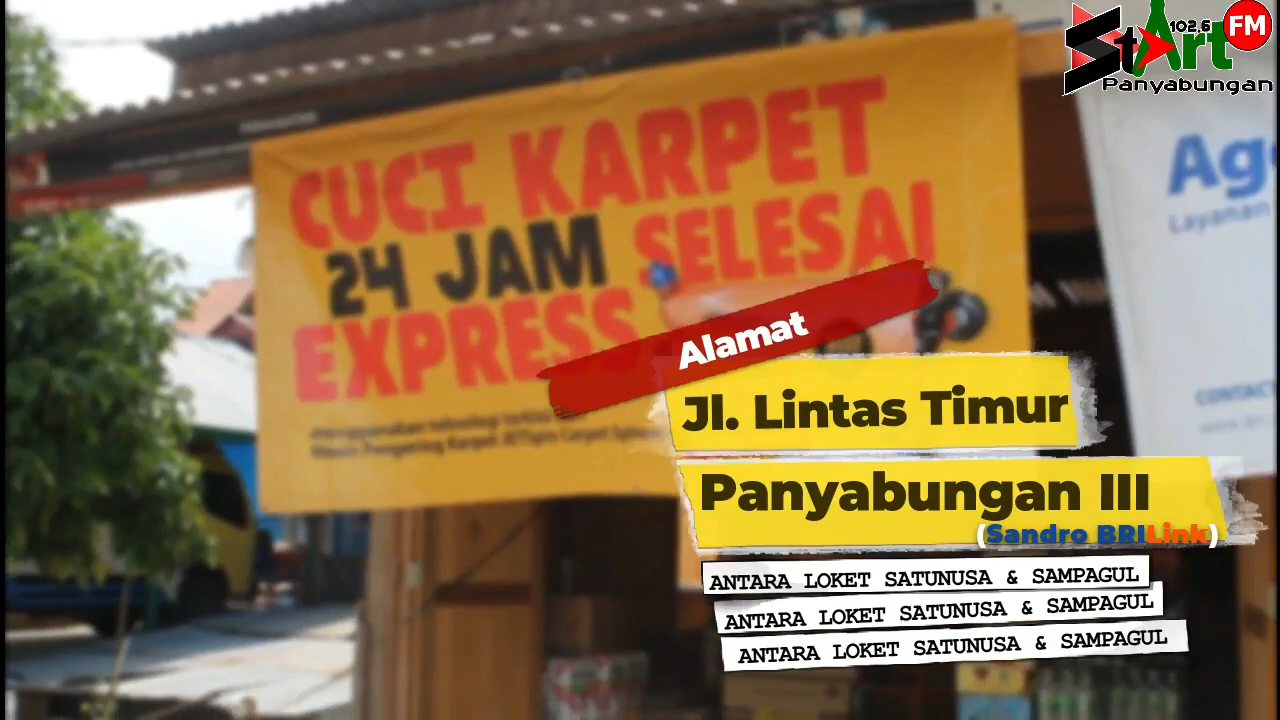 102.6 FM
StArt
Panyabungan
CUCI KARPET
24 JAM SELESAI
EXPRESS
Ag
Layanan
CONTAC
Alamat
Jl. Lintas Timur
Panyabungan III
(Sandro BRILink)
ANTARA LOKET SATUNUSA & SAMPAGUL
ANTARA LOKET SATUNUSA & SAMPAGUL
ANTARA LOKET SATUNUSA & SAMPAGUL